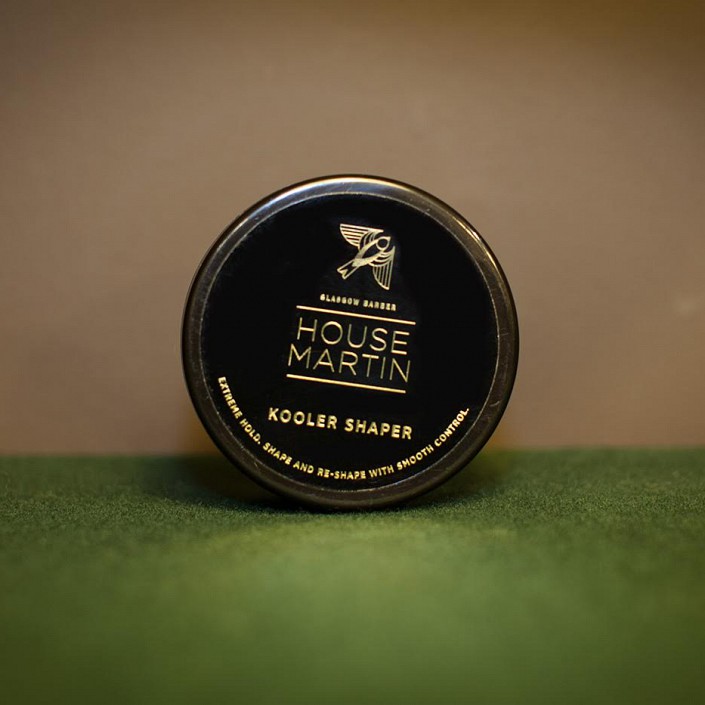 GLASGOW BARBER
HOUSE
MARTIN
KOOLER SHAPER
EXTREME HOLD. SHAPE AND RE-SHAPE WITH SMOOTH CONTROL.